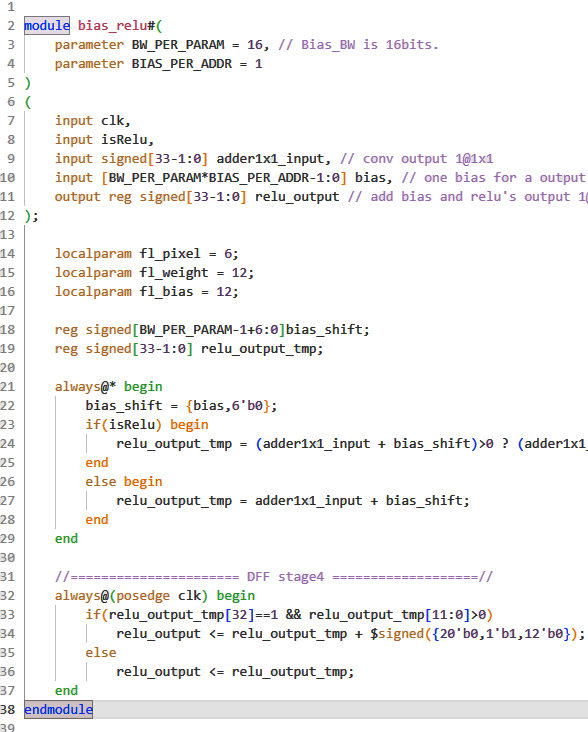 1
2 module bias_relu#(
3 parameter BW_PER_PARAM = 16, // Bias_BW is 16bits.
4 parameter BIAS_PER_ADDR = 1
5 )
6 (
7 input clk,
8 input isRelu,
9 input signed[33-1:0] adder1x1_input, // conv output 1@1x1
10 input [BW_PER_PARAM*BIAS_PER_ADDR-1:0] bias, // one bias for a output
11 output reg signed[33-1:0] relu_output // add bias and relu's output 1@
12 );
13
14 localparam fl_pixel = 6;
15 localparam fl_weight = 12;
16 localparam fl_bias = 12;
17
18 reg signed[BW_PER_PARAM-1+6:0]bias_shift;
19 reg signed[33-1:0] relu_output_tmp;
20
21 always@* begin
22 bias_shift = {bias,6'b0};
23 if(isRelu) begin
24 relu_output_tmp = (adder1x1_input + bias_shift)>0 ? (adder1x1_
25 end
26 else begin
27 relu_output_tmp = adder1x1_input + bias_shift;
28 end
29 end
30
31 //===================== DFF stage4 ==================//
32 always@(posedge clk) begin
33 if(relu_output_tmp[32]==1 && relu_output_tmp[11:0]>0)
34 relu_output <= relu_output_tmp + $signed({20'b0,1'b1,12'b0});
35 else
36 relu_output <= relu_output_tmp;
37 end
38 endmodule
39